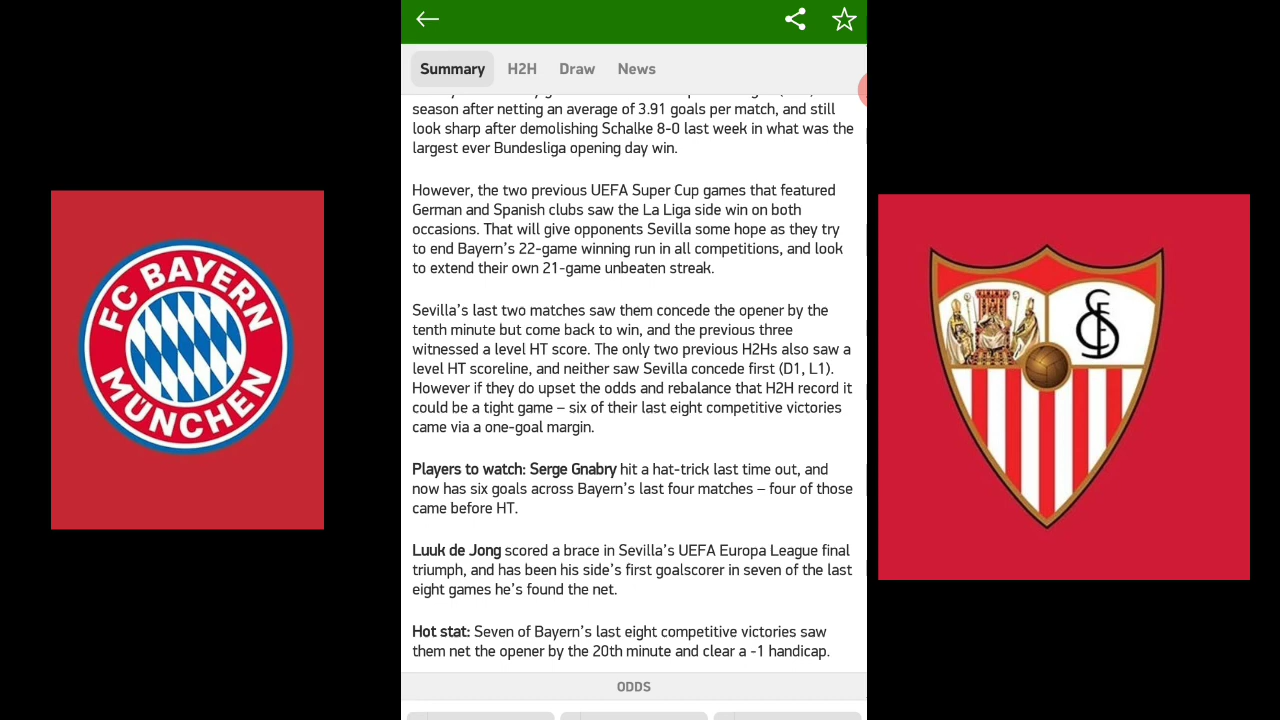 Summary H2H Draw News
season after netting an average of 3.91 goals per match, and still
look sharp after demolishing Schalke 8-0 last week in what was the
largest ever Bundesliga opening day win.
However, the two previous UEFA Super Cup games that featured
German and Spanish clubs saw the La Liga side win on both
occasions. That will give opponents Sevilla some hope as they try
to end Bayern's 22-game winning run in all competitions, and look
to extend their own 21-game unbeaten streak.
Sevilla's last two matches saw them concede the opener by the
tenth minute but come back to win, and the previous three
witnessed a level HT score. The only two previous H2Hs also saw a
level HT scoreline, and neither saw Sevilla concede first (D1, L1).
However if they do upset the odds and rebalance that H2H record it
could be a tight game – six of their last eight competitive victories
came via a one-goal margin.
Players to watch: Serge Gnabry hit a hat-trick last time out, and
now has six goals across Bayern's last four matches – four of those
came before HT.
Luuk de Jong scored a brace in Sevilla's UEFA Europa League final
triumph, and has been his side's first goalscorer in seven of the last
eight games he's found the net.
Hot stat: Seven of Bayern's last eight competitive victories saw
them net the opener by the 20th minute and clear a -1 handicap.
ODDS
FC BAYERN
MÜNCHEN